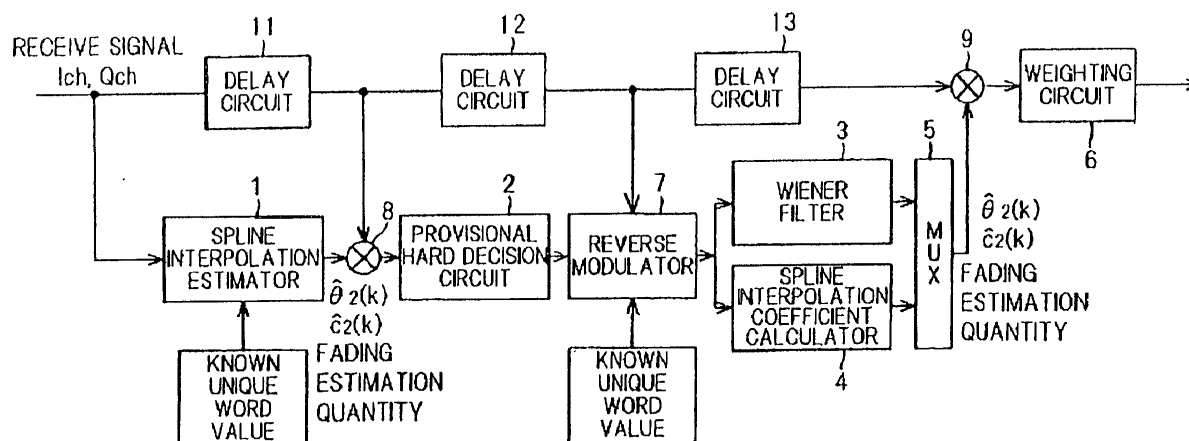 RECEIVE SIGNAL
Ich, Qch
11
DELAY
CIRCUIT
12
DELAY
CIRCUIT
13
DELAY
CIRCUIT
9
WEIGHTING
CIRCUIT
6
1
SPLINE
INTERPOLATION
ESTIMATOR
8
θ̂ 2(k)
ĉ2(k)
FADING
ESTIMATION
QUANTITY
KNOWN
UNIQUE
WORD
VALUE
2
PROVISIONAL
HARD DECISION
CIRCUIT
7
REVERSE
MODULATOR
KNOWN
UNIQUE
WORD
VALUE
3
WIENER
FILTER
SPLINE
INTERPOLATION
COEFFICIENT
CALCULATOR
4
5
MUX
θ̂ 2(k)
ĉ2(k)
FADING
ESTIMATION
QUANTITY